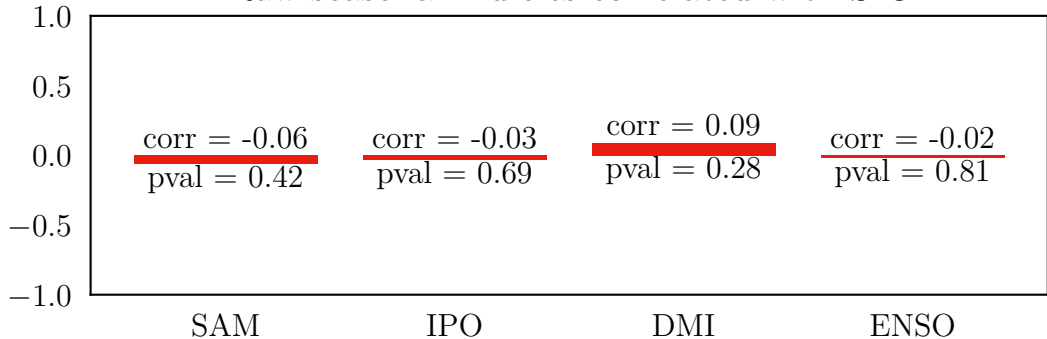 1.0
0.5
0.0
−0.5
−1.0
corr = -0.06
pval = 0.42
corr = -0.03
pval = 0.69
corr = 0.09
pval = 0.28
corr = -0.02
pval = 0.81
SAM IPO DMI ENSO